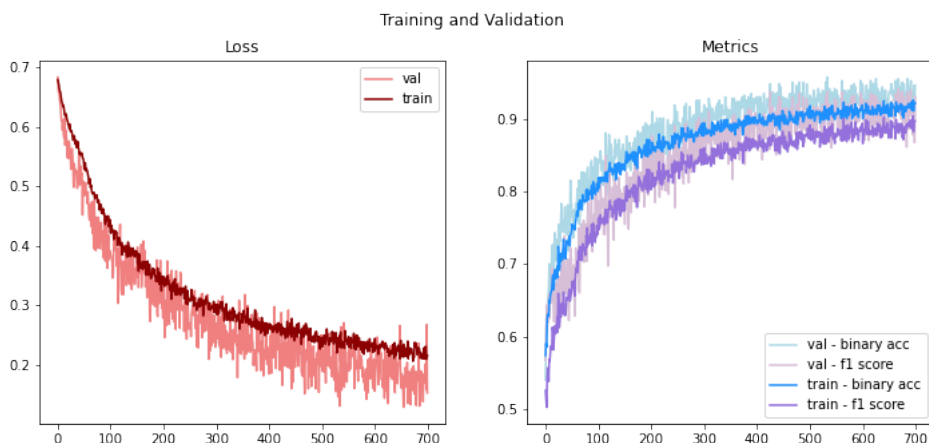 Training and Validation
Loss
0.7
0.6
0.5
0.4
0.3
0.2
0 100 200 300 400 500 600 700
val
train
Metrics
0.9
0.8
0.7
0.6
0.5
0 100 200 300 400 500 600 700
val - binary acc
val - f1 score
train - binary acc
train - f1 score